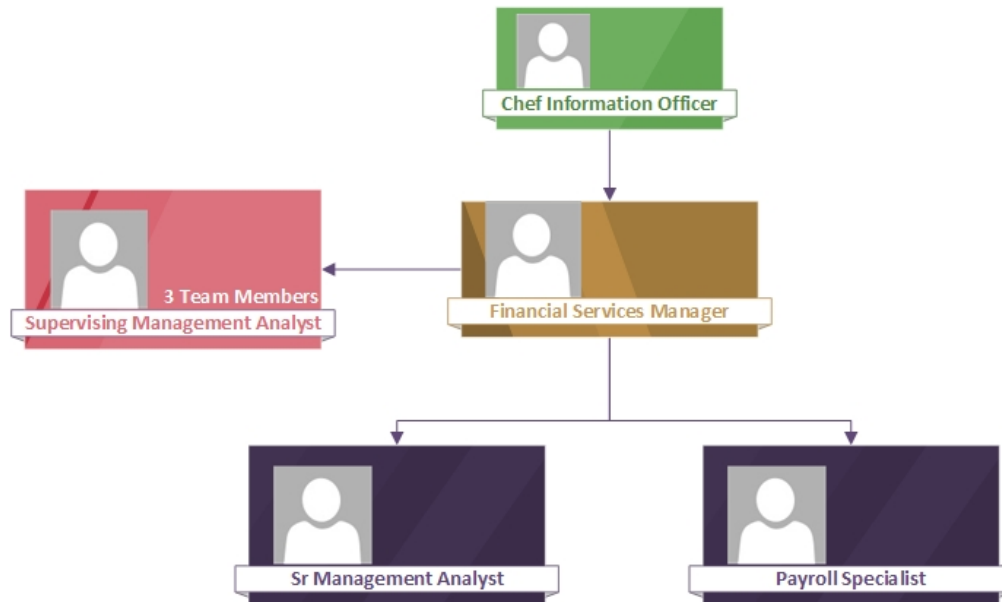 Chef Information Officer
3 Team Members
Supervising Management Analyst
Financial Services Manager
Sr Management Analyst
Payroll Specialist